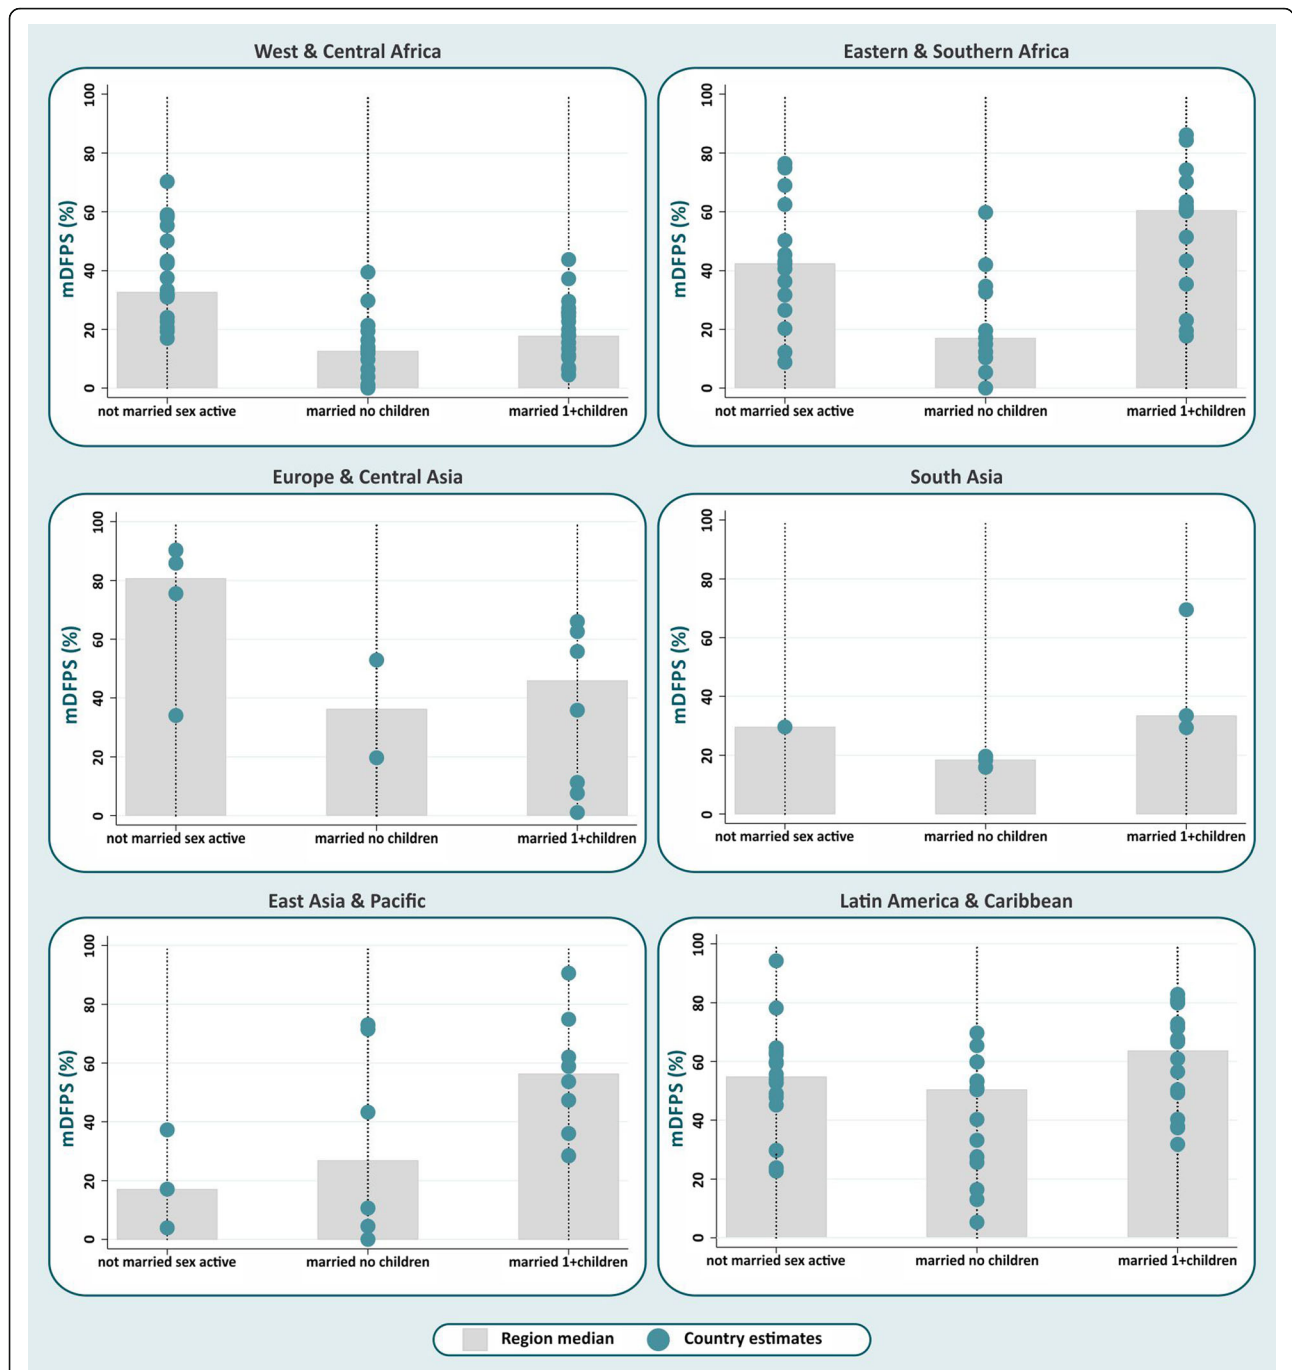 West & Central Africa
mDFPS (%)
100
80
60
40
20
0
not married sex active
married no children
married 1+children
Eastern & Southern Africa
mDFPS (%)
100
80
60
40
20
0
not married sex active
married no children
married 1+children
Europe & Central Asia
mDFPS (%)
100
80
60
40
20
0
not married sex active
married no children
married 1+children
South Asia
mDFPS (%)
100
80
60
40
20
0
not married sex active
married no children
married 1+children
East Asia & Pacific
mDFPS (%)
100
80
60
40
20
0
not married sex active
married no children
married 1+children
Latin America & Caribbean
mDFPS (%)
100
80
60
40
20
0
not married sex active
married no children
married 1+children
Region median
Country estimates